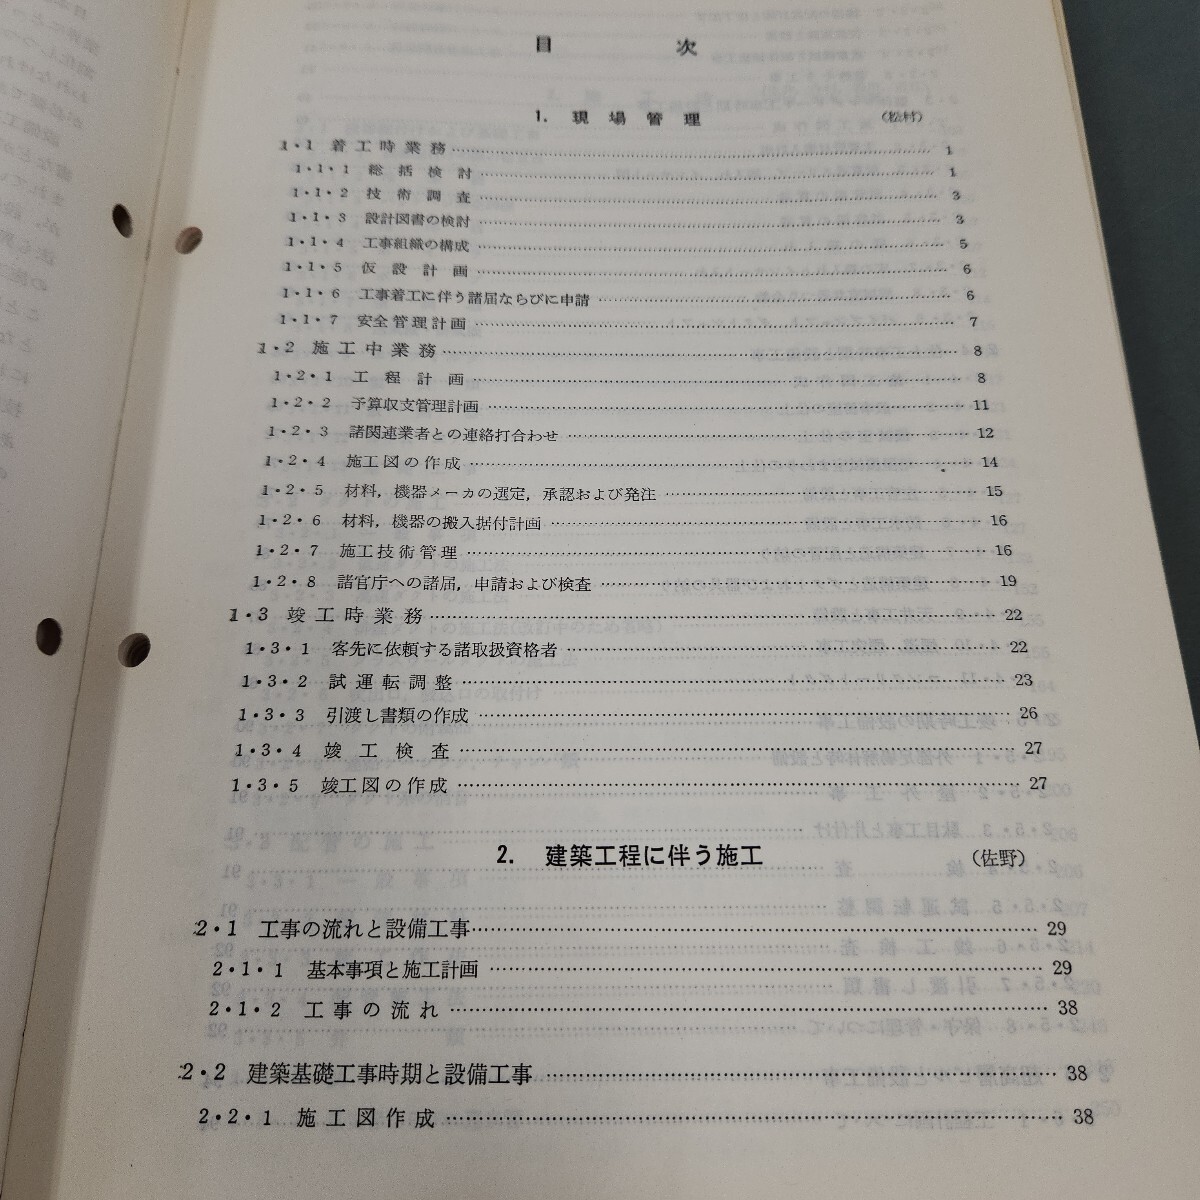 目次
1. 現場管理 (松村)
1・1 着工時業務 1
1・1・1 総括検討 1
1・1・2 技術調査 3
1・1・3 設計図書の検討 3
1・1・4 工事組織の構成 5
1・1・5 仮設計画 6
1・1・6 工事着工に伴う諸届ならびに申請 6
1・1・7 安全管理計画 7
1・2 施工中業務 8
1・2・1 工程計画 8
1・2・2 予算収支管理計画 11
1・2・3 諸関連業者との連絡打合わせ 12
1・2・4 施工図の作成 14
1・2・5 材料，機器メーカの選定，承認および発注 15
1・2・6 材料，機器の搬入据付計画 16
1・2・7 施工技術管理 16
1・2・8 諸官庁への諸届，申請および検査 19
1・3 竣工時業務 22
1・3・1 客先に依頼する諸取扱資格者 22
1・3・2 試運転調整 23
1・3・3 引渡し書類の作成 26
1・3・4 竣工検査 27
1・3・5 竣工図の作成 27
2. 建築工程に伴う施工 (佐野)
2・1 工事の流れと設備工事 29
2・1・1 基本事項と施工計画 29
2・1・2 工事の流れ 38
2・2 建築基礎工事時期と設備工事 38
2・2・1 施工図作成 38